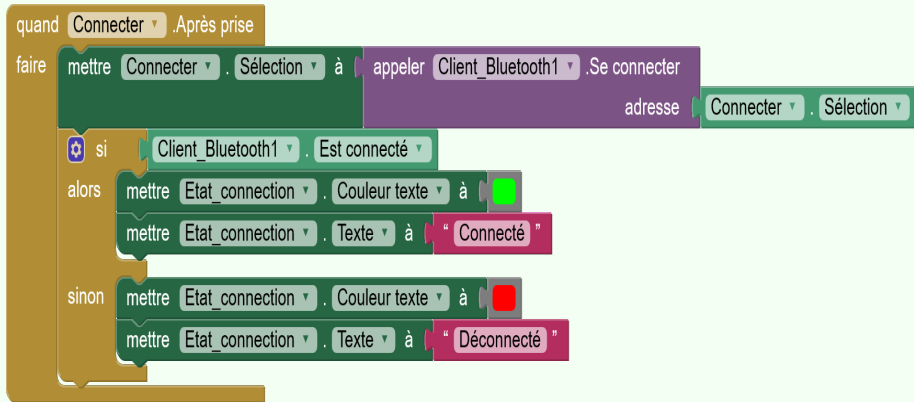 quand Connecter .Après prise
faire mettre Connecter . Sélection à appeler Client_Bluetooth1 .Se connecter
adresse Connecter . Sélection
si Client_Bluetooth1 . Est connecté
alors mettre Etat_connection . Couleur texte à
mettre Etat_connection . Texte à “ Connecté ”
sinon mettre Etat_connection . Couleur texte à
mettre Etat_connection . Texte à “ Déconnecté ”